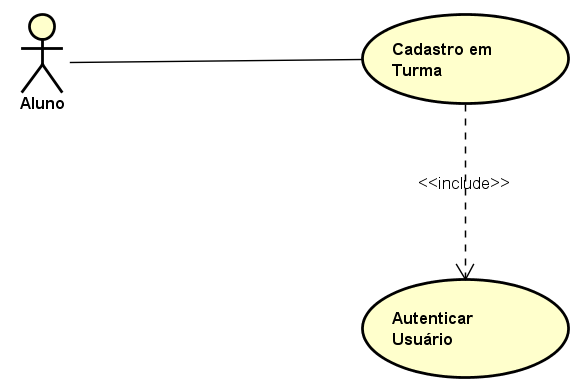 Cadastro em
Turma
Aluno
<<include>>
Autenticar
Usuário